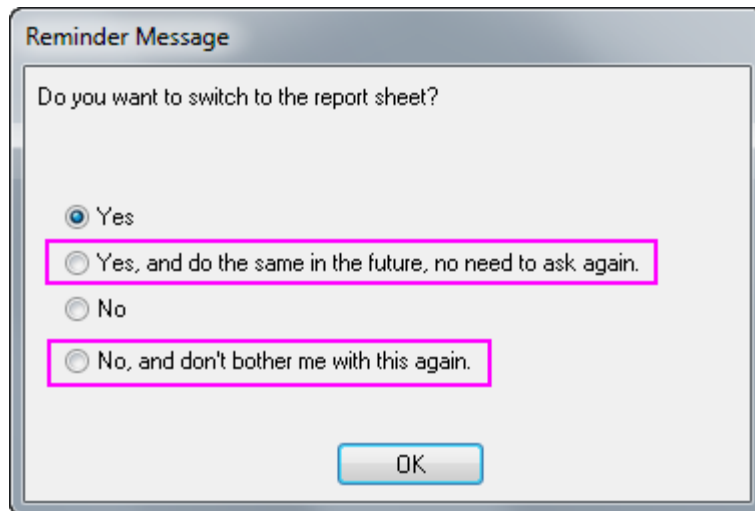 Reminder Message
Do you want to switch to the report sheet?
Yes
Yes, and do the same in the future, no need to ask again.
No
No, and don't bother me with this again.
OK